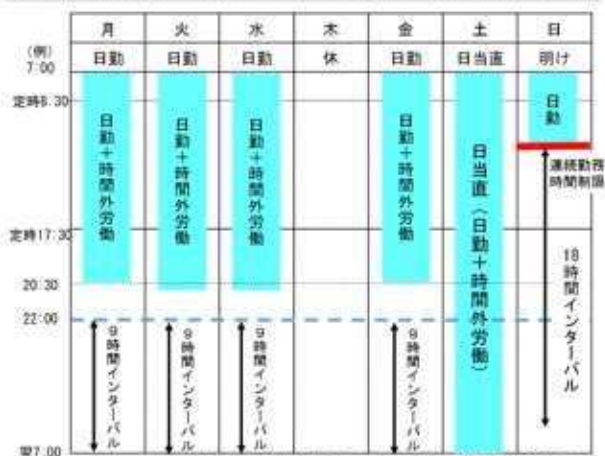 月 火 水 木 金 土 日
(例)
7:00
日勤 日勤 日勤 休 日勤 日当直 明け
定時8:30
日勤＋時間外労働
日勤＋時間外労働
日勤＋時間外労働
日勤＋時間外労働
日当直（日勤＋時間外労働）
日勤
連続勤務
時間制限
定時17:30
20:30
22:00
9時間インターバル
9時間インターバル
9時間インターバル
9時間インターバル
18時間インターバル
翌7:00